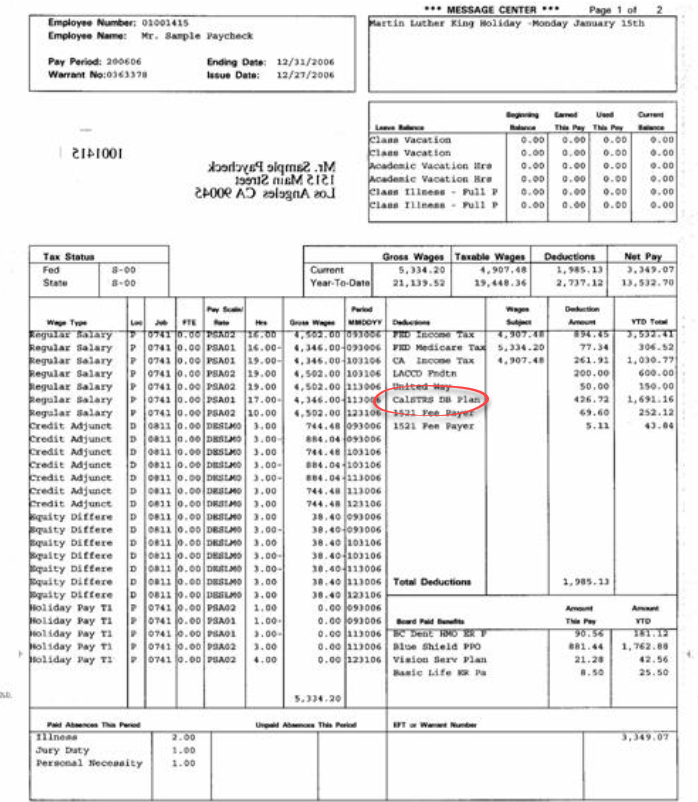 *** MESSAGE CENTER *** Page 1 of 2
Employee Number: 01001415
Employee Name: Mr. Sample Paycheck
Martin Luther King Holiday -Monday January 15th
Pay Period: 200606 Ending Date: 12/31/2006
Warrant No:0363378 Issue Date: 12/27/2006
Beginning Earned Used Current
Leave Balance Balance This Pay This Pay Balance
Class Vacation 0.00 0.00 0.00 0.00
Class Vacation 0.00 0.00 0.00 0.00
Academic Vacation Hrs 0.00 0.00 0.00 0.00
Academic Vacation Hrs 0.00 0.00 0.00 0.00
Class Illness - Full P 0.00 0.00 0.00 0.00
Class Illness - Full P 0.00 0.00 0.00 0.00
1001415
Mr. Sample Paycheck
1515 Main Street
Los Angeles CA 90045
Tax Status Gross Wages Taxable Wages Deductions Net Pay
Fed S-00 Current 5,334.20 4,907.48 1,985.13 3,349.07
State S-00 Year-To-Date 21,139.52 19,448.36 2,737.12 13,532.70
Pay Scale/ Period Wages Deduction
Wage Type Loc Job FTE Rate Hrs Gross Wages MMDDYY Deductions Subject Amount YTD Total
Regular Salary P 0741 0.00 PSA02 16.00 4,502.00 093006 FED Income Tax 4,907.48 894.45 3,532.41
Regular Salary P 0741 0.00 PSA01 16.00- 4,346.00-093006 FED Medicare Tax 5,334.20 77.34 306.52
Regular Salary P 0741 0.00 PSA01 19.00- 4,346.00-103106 CA Income Tax 4,907.48 261.91 1,030.77
Regular Salary P 0741 0.00 PSA02 19.00 4,502.00 103106 LACCD Fndtn 200.00 600.00
Regular Salary P 0741 0.00 PSA02 19.00 4,502.00 113006 United Way 50.00 150.00
Regular Salary P 0741 0.00 PSA01 17.00- 4,346.00-113006 CalSTRS DB Plan 426.72 1,691.16
Regular Salary P 0741 0.00 PSA02 10.00 4,502.00 123106 1521 Fee Payer 69.60 252.12
Credit Adjunct D 0811 0.00 DESLM0 3.00 744.48 093006 1521 Fee Payer 5.11 43.84
Credit Adjunct D 0811 0.00 DESLM0 3.00- 884.04-093006
Credit Adjunct D 0811 0.00 DESLM0 3.00 744.48 103106
Credit Adjunct D 0811 0.00 DESLM0 3.00- 884.04-103106
Credit Adjunct D 0811 0.00 DESLM0 3.00- 884.04-113006
Credit Adjunct D 0811 0.00 DESLM0 3.00 744.48 113006
Credit Adjunct D 0811 0.00 DESLM0 3.00 744.48 123106
Equity Differe D 0811 0.00 DESLM0 3.00 38.40 093006
Equity Differe D 0811 0.00 DESLM0 3.00- 38.40-093006
Equity Differe D 0811 0.00 DESLM0 3.00 38.40 103106
Equity Differe D 0811 0.00 DESLM0 3.00- 38.40-103106
Equity Differe D 0811 0.00 DESLM0 3.00- 38.40-113006
Equity Differe D 0811 0.00 DESLM0 3.00 38.40 113006 Total Deductions 1,985.13
Equity Differe D 0811 0.00 DESLM0 3.00 38.40 123106
Holiday Pay T1 P 0741 0.00 PSA02 1.00 0.00 093006 Amount Amount
Holiday Pay T1 P 0741 0.00 PSA01 1.00- 0.00 093006 Board Paid Benefits This Pay YTD
Holiday Pay T1 P 0741 0.00 PSA01 3.00- 0.00 113006 BC Dent HMO ER P 90.56 181.12
Holiday Pay T1 P 0741 0.00 PSA02 3.00 0.00 113006 Blue Shield PPO 881.44 1,762.88
Holiday Pay T1 P 0741 0.00 PSA02 4.00 0.00 123106 Vision Serv Plan 21.28 42.56
Basic Life ER Pa 8.50 25.50
5,334.20
Paid Absences This Period Unpaid Absences This Period EFT or Warrant Number
Illness 2.00 3,349.07
Jury Duty 1.00
Personal Necessity 1.00